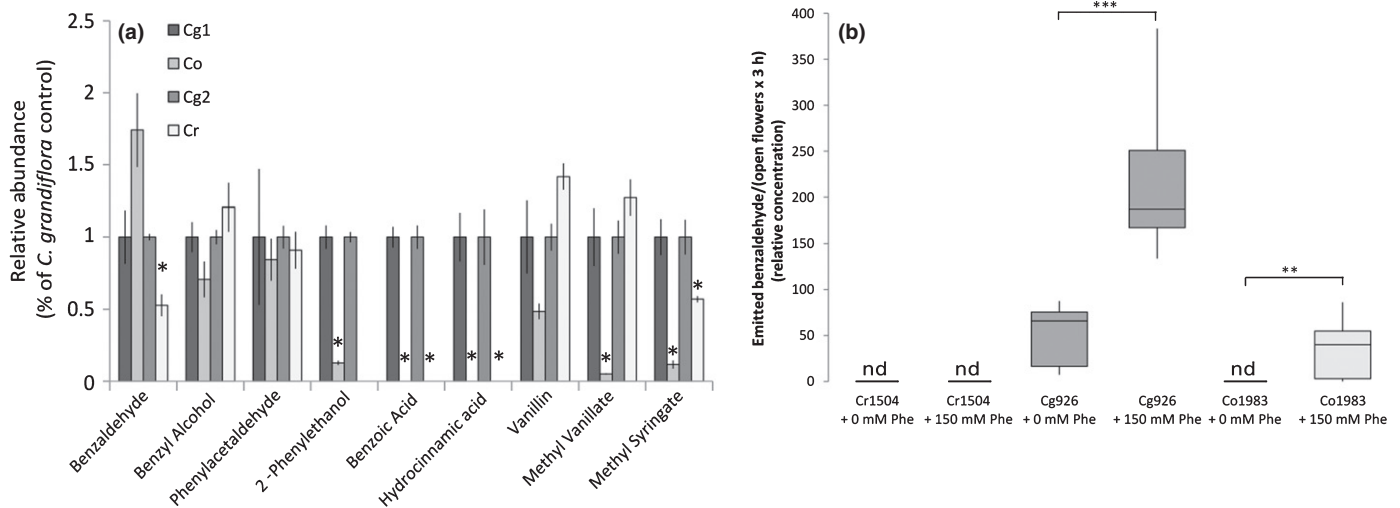 (a)
Cg1
Co
Cg2
Cr
Relative abundance
(% of C. grandiflora control)
2.5
2
1.5
1
0.5
0
*
*
*
*
*
*
*
*
*
Benzaldehyde
Benzyl Alcohol
Phenylacetaldehyde
2-Phenylethanol
Benzoic Acid
Hydrocinnamic acid
Vanillin
Methyl Vanillate
Methyl Syringate
(b)
Emitted benzaldehyde/(open flowers x 3 h)
(relative concentration)
400
350
300
250
200
150
100
50
0
***
**
nd
nd
nd
Cr1504
+ 0 mM Phe
Cr1504
+ 150 mM Phe
Cg926
+ 0 mM Phe
Cg926
+ 150 mM Phe
Co1983
+ 0 mM Phe
Co1983
+ 150 mM Phe